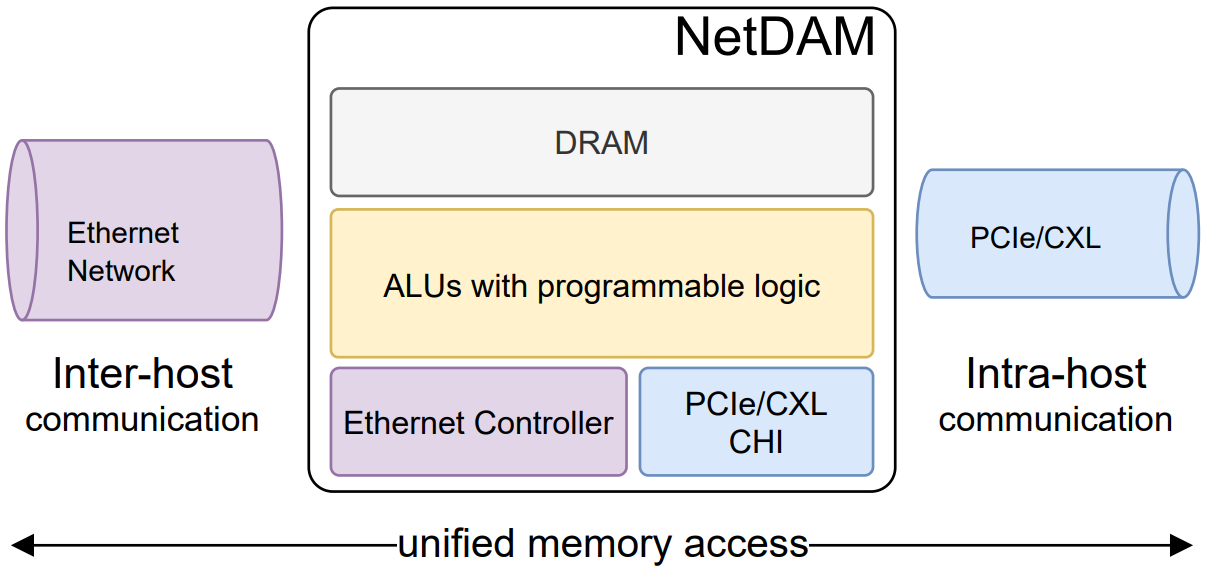 NetDAM
DRAM
Ethernet
Network
PCIe/CXL
ALUs with programmable logic
Inter-host
communication
Intra-host
communication
Ethernet Controller
PCIe/CXL
CHI
unified memory access